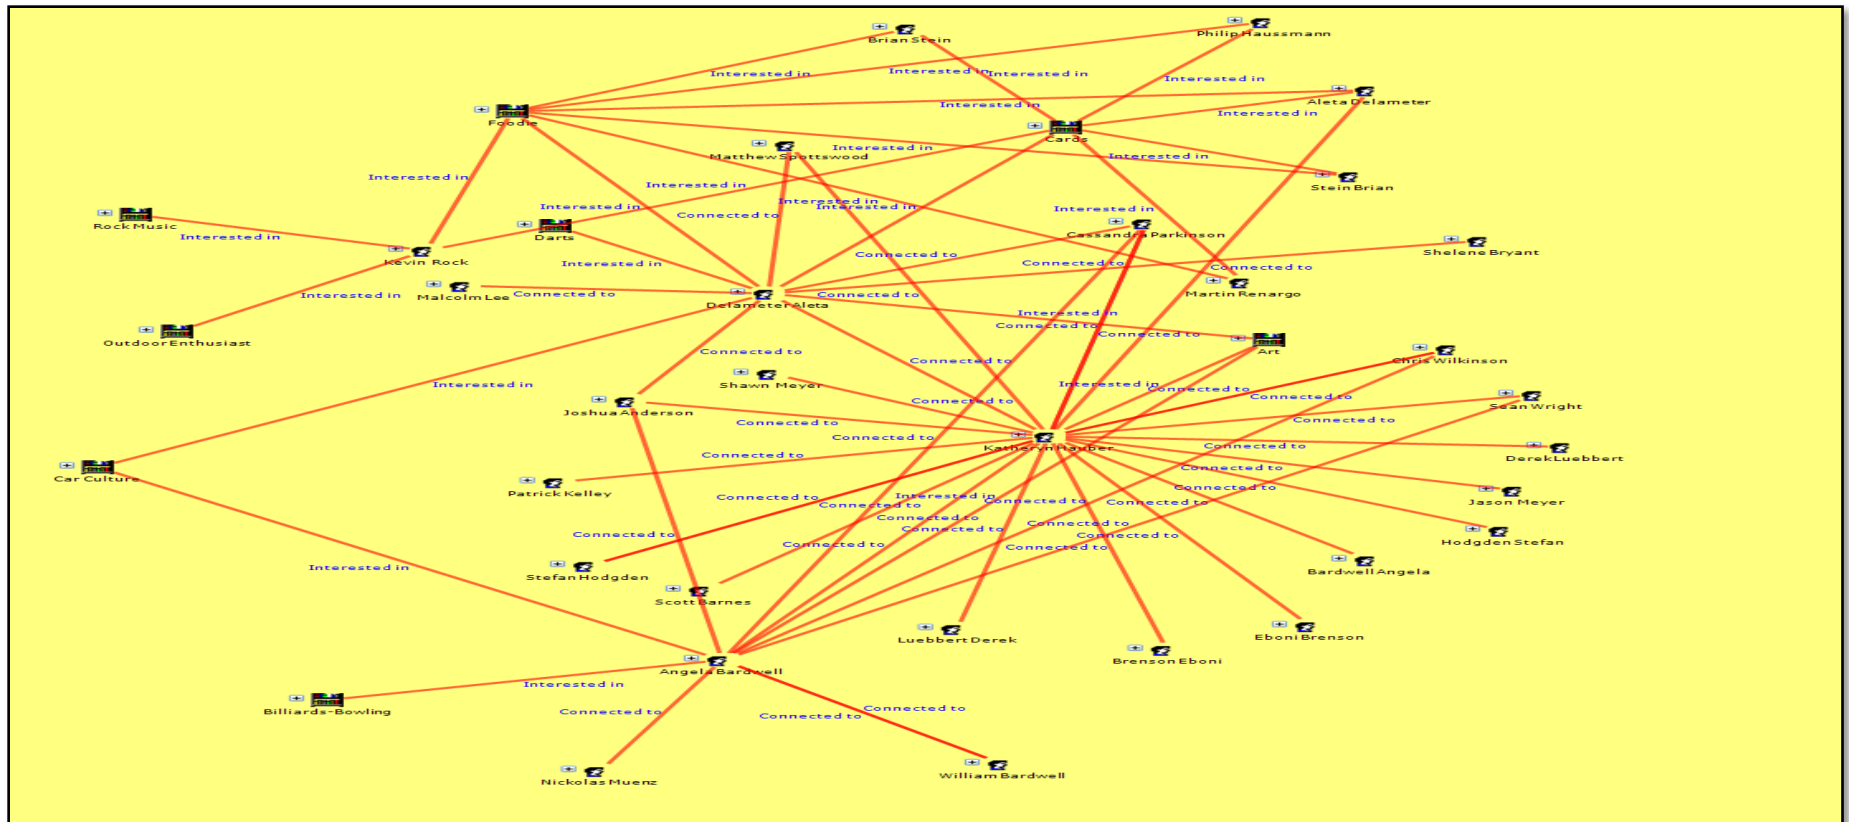 Brian Stein
Philip Haussmann
Interested in
Interested in
Interested in
Interested in
Aleta Delameter
Interested in
Interested in
Foodie
Cards
Matthew Spottswood
Interested in
Interested in
Interested in
Interested in
Stein Brian
Interested in
Interested in
Interested in
Interested in
Connected to
Rock Music
Interested in
Darts
Cassandra Parkinson
Shelene Bryant
Connected to
Kevin Rock
Interested in
Connected to
Connected to
Interested in
Malcolm Lee
Connected to
Connected to
Martin Renargo
Delameter Aleta
Interested in
Connected to
Connected to
Outdoor Enthusiast
Connected to
Art
Connected to
Chris Wilkinson
Interested in
Shawn Meyer
Interested in
Connected to
Connected to
Connected to
Sean Wright
Joshua Anderson
Connected to
Connected to
Connected to
Connected to
Katheryn Hauber
Connected to
DerekLuebbert
Connected to
Car Culture
Connected to
Patrick Kelley
Connected to
Interested in
Connected to
Connected to
Connected to
Jason Meyer
Connected to
Connected to
Connected to
Connected to
Connected to
Connected to
Hodgden Stefan
Connected to
Connected to
Interested in
Bardwell Angela
Stefan Hodgden
Scott Barnes
Luebbert Derek
Eboni Brenson
Brenson Eboni
Angela Bardwell
Interested in
Billiards-Bowling
Connected to
Connected to
Connected to
Nickolas Muenz
William Bardwell